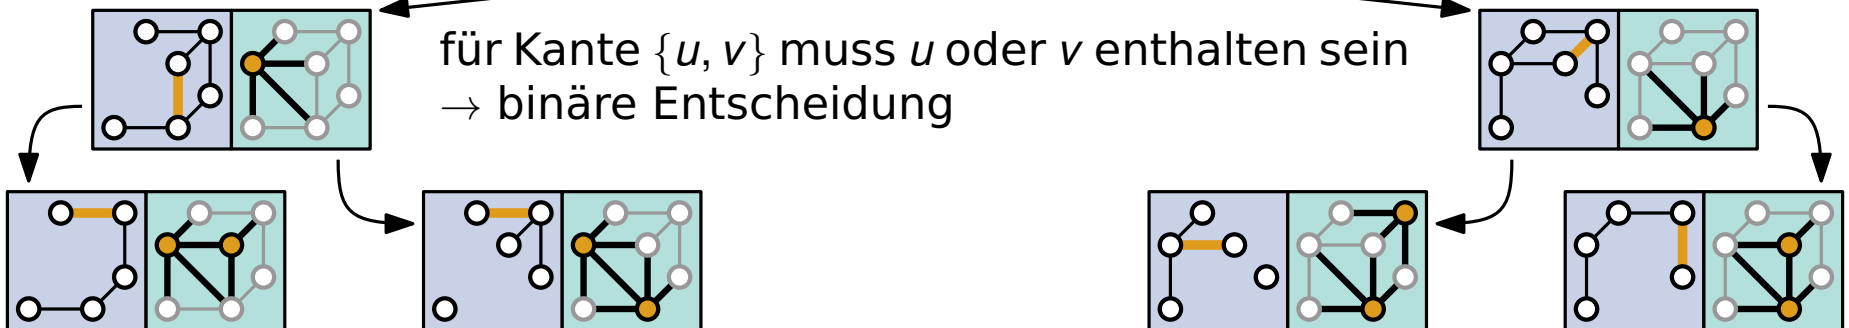 für Kante {u, v} muss u oder v enthalten sein
→ binäre Entscheidung